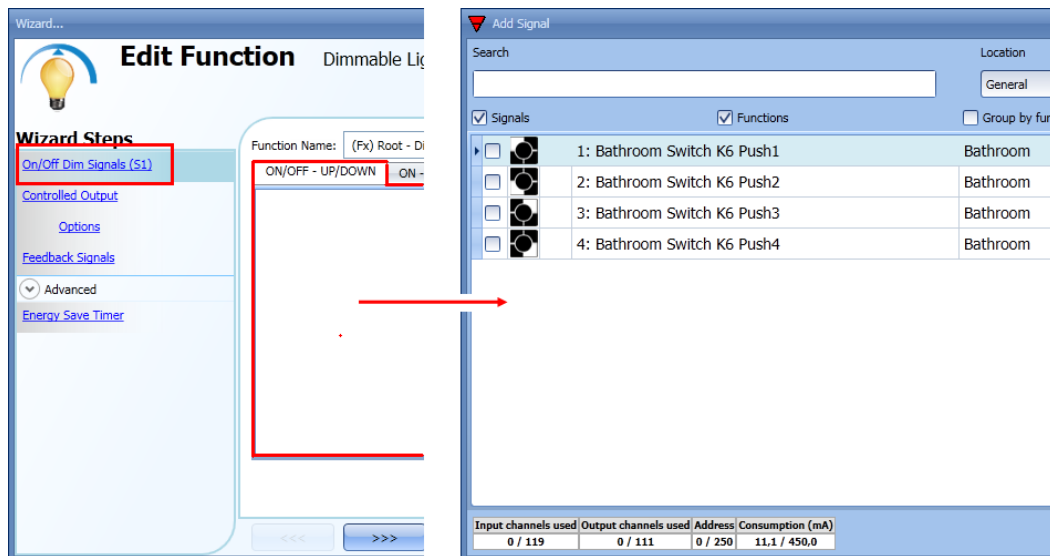 Wizard...
Edit Function
Dimmable Lig
Wizard Steps
On/Off Dim Signals (S1)
Controlled Output
Options
Feedback Signals
Advanced
Energy Save Timer
Function Name: (Fx) Root - Di
ON/OFF - UP/DOWN ON -
<<< >>>
Add Signal
Search Location
General
Signals Functions Group by fun
1: Bathroom Switch K6 Push1 Bathroom
2: Bathroom Switch K6 Push2 Bathroom
3: Bathroom Switch K6 Push3 Bathroom
4: Bathroom Switch K6 Push4 Bathroom
Input channels used Output channels used Address Consumption (mA)
0 / 119 0 / 111 0 / 250 11,1 / 450,0